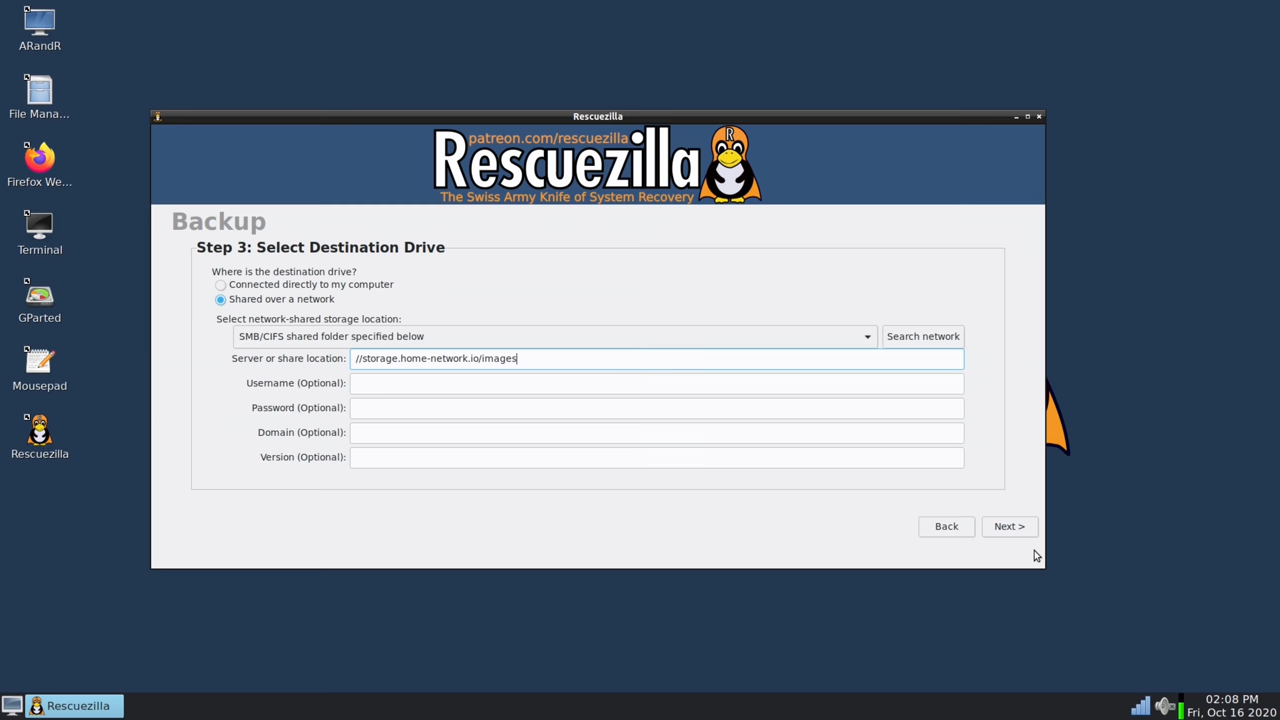 ARandR
File Mana...
Firefox We...
Terminal
GParted
Mousepad
Rescuezilla
Rescuezilla
patreon.com/rescuezilla
Rescuezilla
R
The Swiss Army Knife of System Recovery
Backup
Step 3: Select Destination Drive
Where is the destination drive?
Connected directly to my computer
Shared over a network
Select network-shared storage location:
SMB/CIFS shared folder specified below
Search network
Server or share location: //storage.home-network.io/images
Username (Optional):
Password (Optional):
Domain (Optional):
Version (Optional):
Back
Next >
Rescuezilla
02:08 PM
Fri, Oct 16 2020